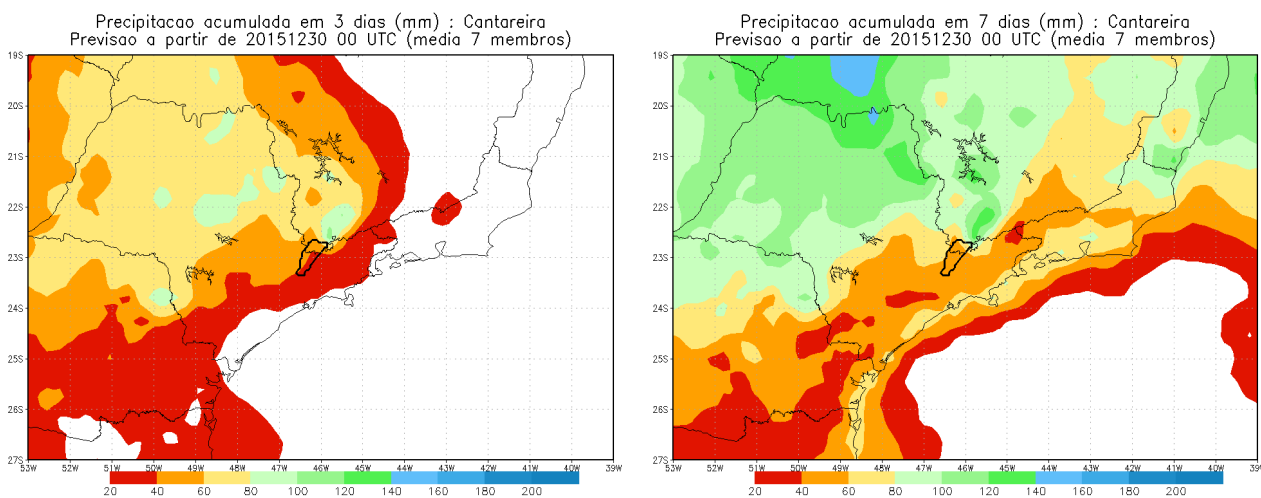 Precipitacao acumulada em 3 dias (mm) : Cantareira
Previsao a partir de 20151230 00 UTC (media 7 membros)
19S
20S
21S
22S
23S
24S
25S
26S
27S
53W 52W 51W 50W 49W 48W 47W 46W 45W 44W 43W 42W 41W 40W 39W
20 40 60 80 100 120 140 160 180 200
Precipitacao acumulada em 7 dias (mm) : Cantareira
Previsao a partir de 20151230 00 UTC (media 7 membros)
19S
20S
21S
22S
23S
24S
25S
26S
27S
53W 52W 51W 50W 49W 48W 47W 46W 45W 44W 43W 42W 41W 40W 39W
20 40 60 80 100 120 140 160 180 200